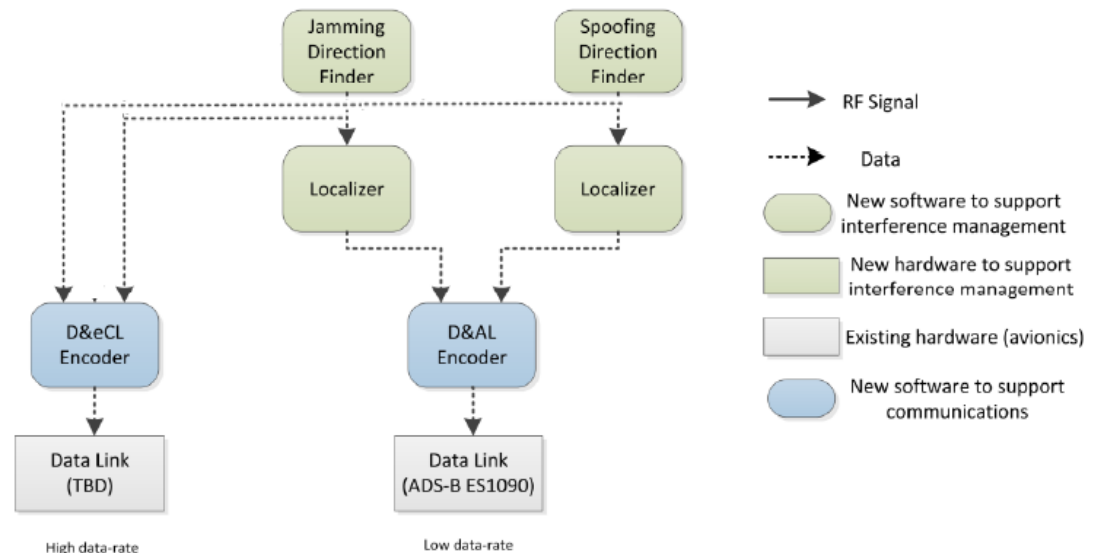 Jamming
Direction
Finder
Spoofing
Direction
Finder
RF Signal
Data
Localizer
Localizer
New software to support
interference management
New hardware to support
interference management
D&eCL
Encoder
D&AL
Encoder
Existing hardware (avionics)
New software to support
communications
Data Link
(TBD)
Data Link
(ADS-B ES1090)
High data-rate
Low data-rate